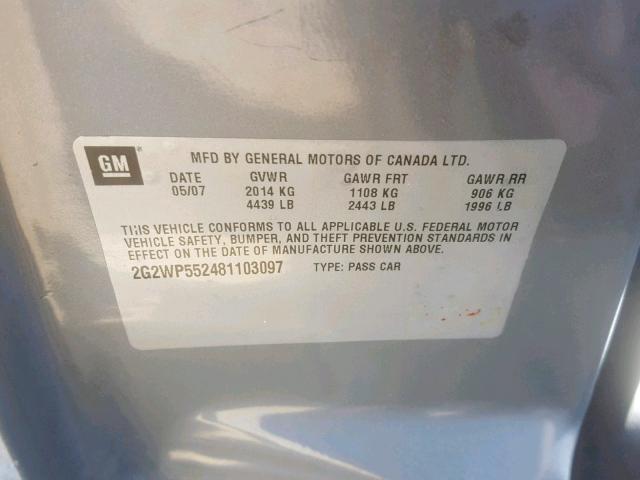 GM
MFD BY GENERAL MOTORS OF CANADA LTD.
DATE GVWR GAWR FRT GAWR RR
05/07 2014 KG 1108 KG 906 KG
4439 LB 2443 LB 1996 LB
THIS VEHICLE CONFORMS TO ALL APPLICABLE U.S. FEDERAL MOTOR
VEHICLE SAFETY, BUMPER, AND THEFT PREVENTION STANDARDS IN
EFFECT ON THE DATE OF MANUFACTURE SHOWN ABOVE.
2G2WP552481103097 TYPE: PASS CAR